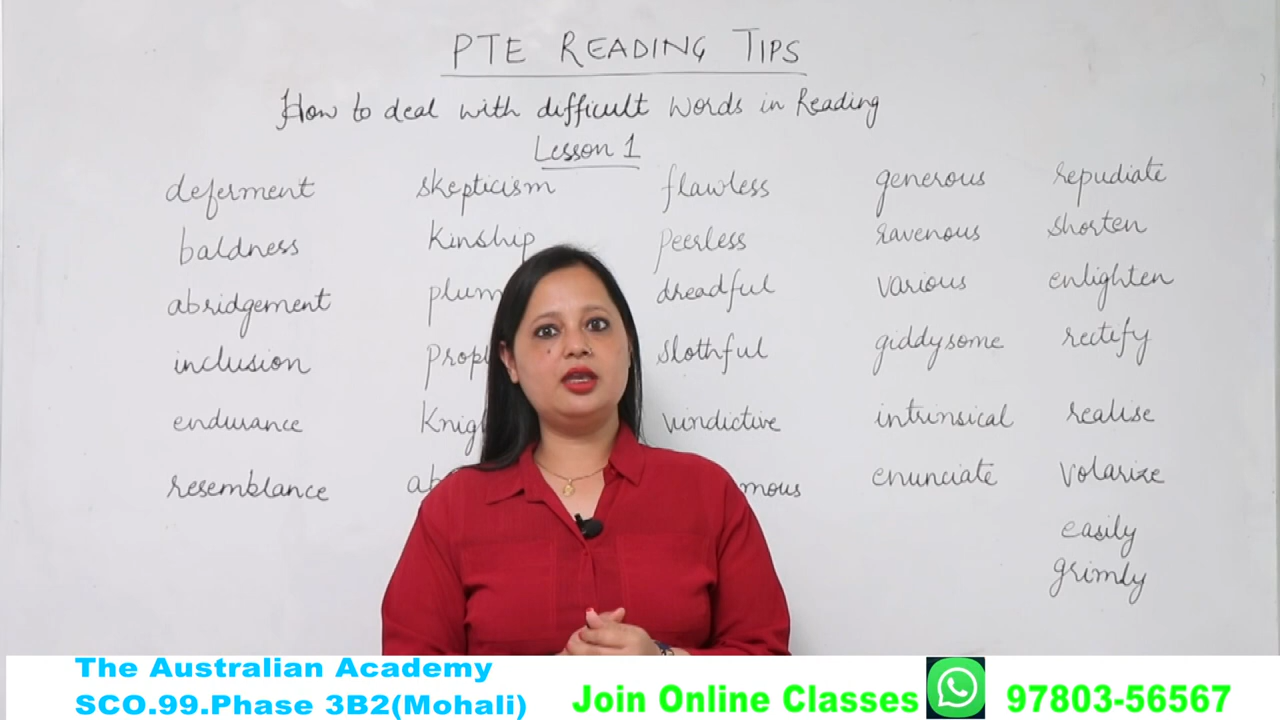 PTE READING TIPS
How to deal with difficult words in Reading
Lesson 1
deferment skepticism flawless generous repudiate
baldness kinship peerless ravenous shorten
abridgement dreadful various enlighten
inclusion slothful giddysome rectify
endurance vindictive intrinsical realise
resemblance enunciate volarize
easily
grimly
The Australian Academy
SCO.99.Phase 3B2(Mohali)
Join Online Classes 97803-56567